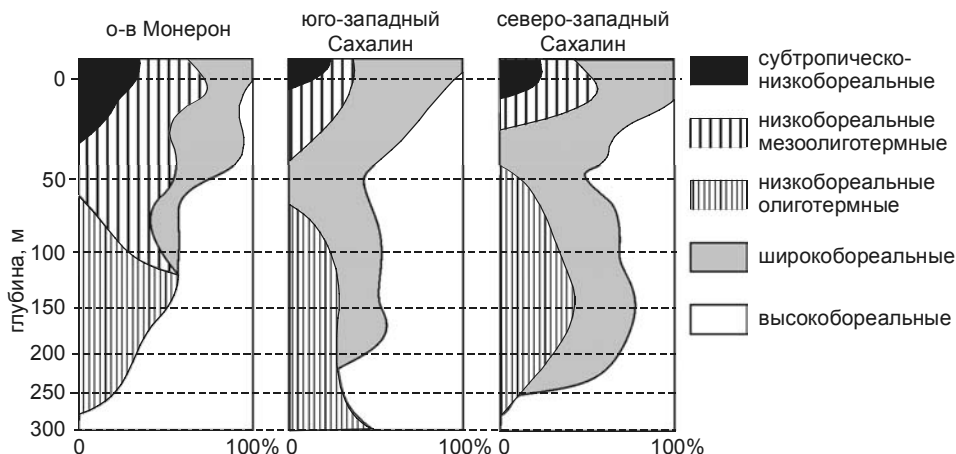 о-в Монерон
юго-западный
Сахалин
северо-западный
Сахалин
глубина, м
0
50
100
150
200
250
300
0
100%
0
100%
0
100%
субтропическо-
низкобореальные
низкобореальные
мезоолиготермные
низкобореальные
олиготермные
широкобореальные
высокобореальные